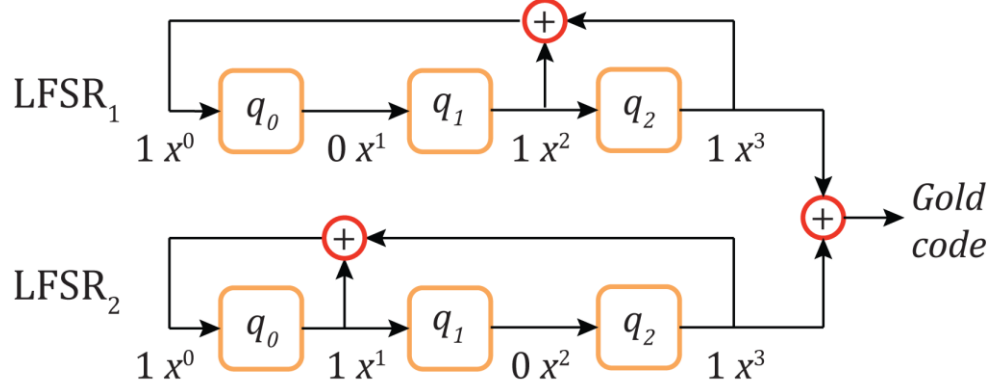 +
LFSR₁ q₀ q₁ q₂
1 x⁰ 0 x¹ 1 x² 1 x³
+ Gold
code
+
LFSR₂ q₀ q₁ q₂
1 x⁰ 1 x¹ 0 x² 1 x³